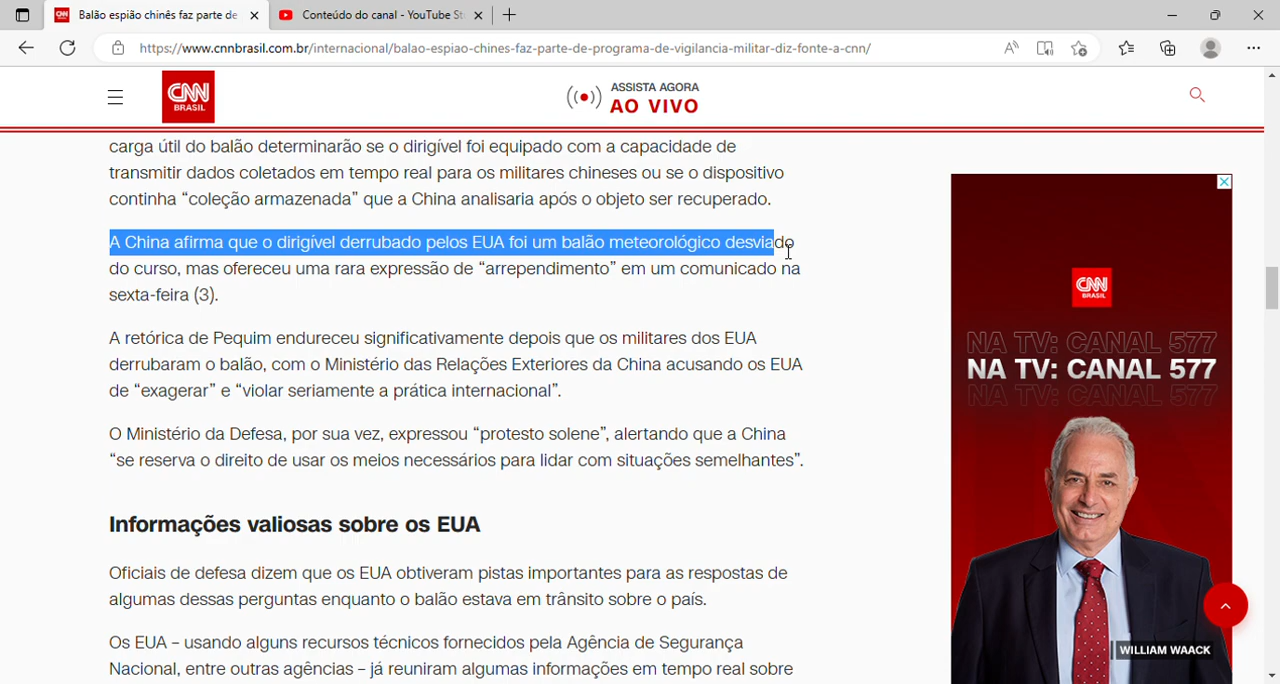 Balão espião chinês faz parte de
Conteúdo do canal - YouTube St
https://www.cnnbrasil.com.br/internacional/balao-espiao-chines-faz-parte-de-programa-de-vigilancia-militar-diz-fonte-a-cnn/
CNN
BRASIL
ASSISTA AGORA
AO VIVO
carga útil do balão determinarão se o dirigível foi equipado com a capacidade de
transmitir dados coletados em tempo real para os militares chineses ou se o dispositivo
continha “coleção armazenada” que a China analisaria após o objeto ser recuperado.
A China afirma que o dirigível derrubado pelos EUA foi um balão meteorológico desviado
do curso, mas ofereceu uma rara expressão de “arrependimento” em um comunicado na
sexta-feira (3).
A retórica de Pequim endureceu significativamente depois que os militares dos EUA
derrubaram o balão, com o Ministério das Relações Exteriores da China acusando os EUA
de “exagerar” e “violar seriamente a prática internacional”.
O Ministério da Defesa, por sua vez, expressou “protesto solene”, alertando que a China
“se reserva o direito de usar os meios necessários para lidar com situações semelhantes”.
Informações valiosas sobre os EUA
Oficiais de defesa dizem que os EUA obtiveram pistas importantes para as respostas de
algumas dessas perguntas enquanto o balão estava em trânsito sobre o país.
Os EUA – usando alguns recursos técnicos fornecidos pela Agência de Segurança
Nacional, entre outras agências – já reuniram algumas informações em tempo real sobre
CNN
BRASIL
NA TV: CANAL 577
NA TV: CANAL 577
NA TV: CANAL 577
WILLIAM WAACK